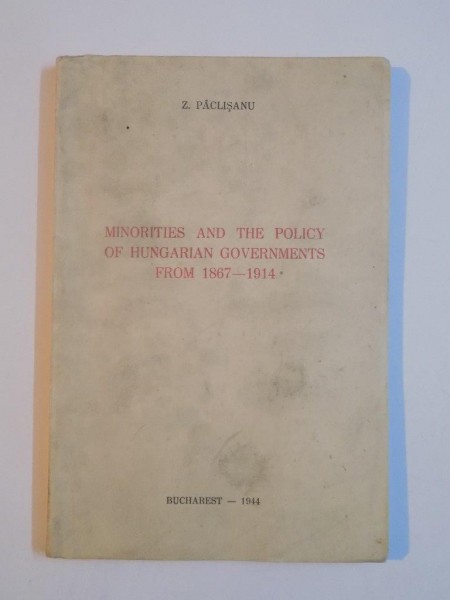 Z. PĂCLIŞANU
MINORITIES AND THE POLICY
OF HUNGARIAN GOVERNMENTS
FROM 1867—1914
BUCHAREST — 1944